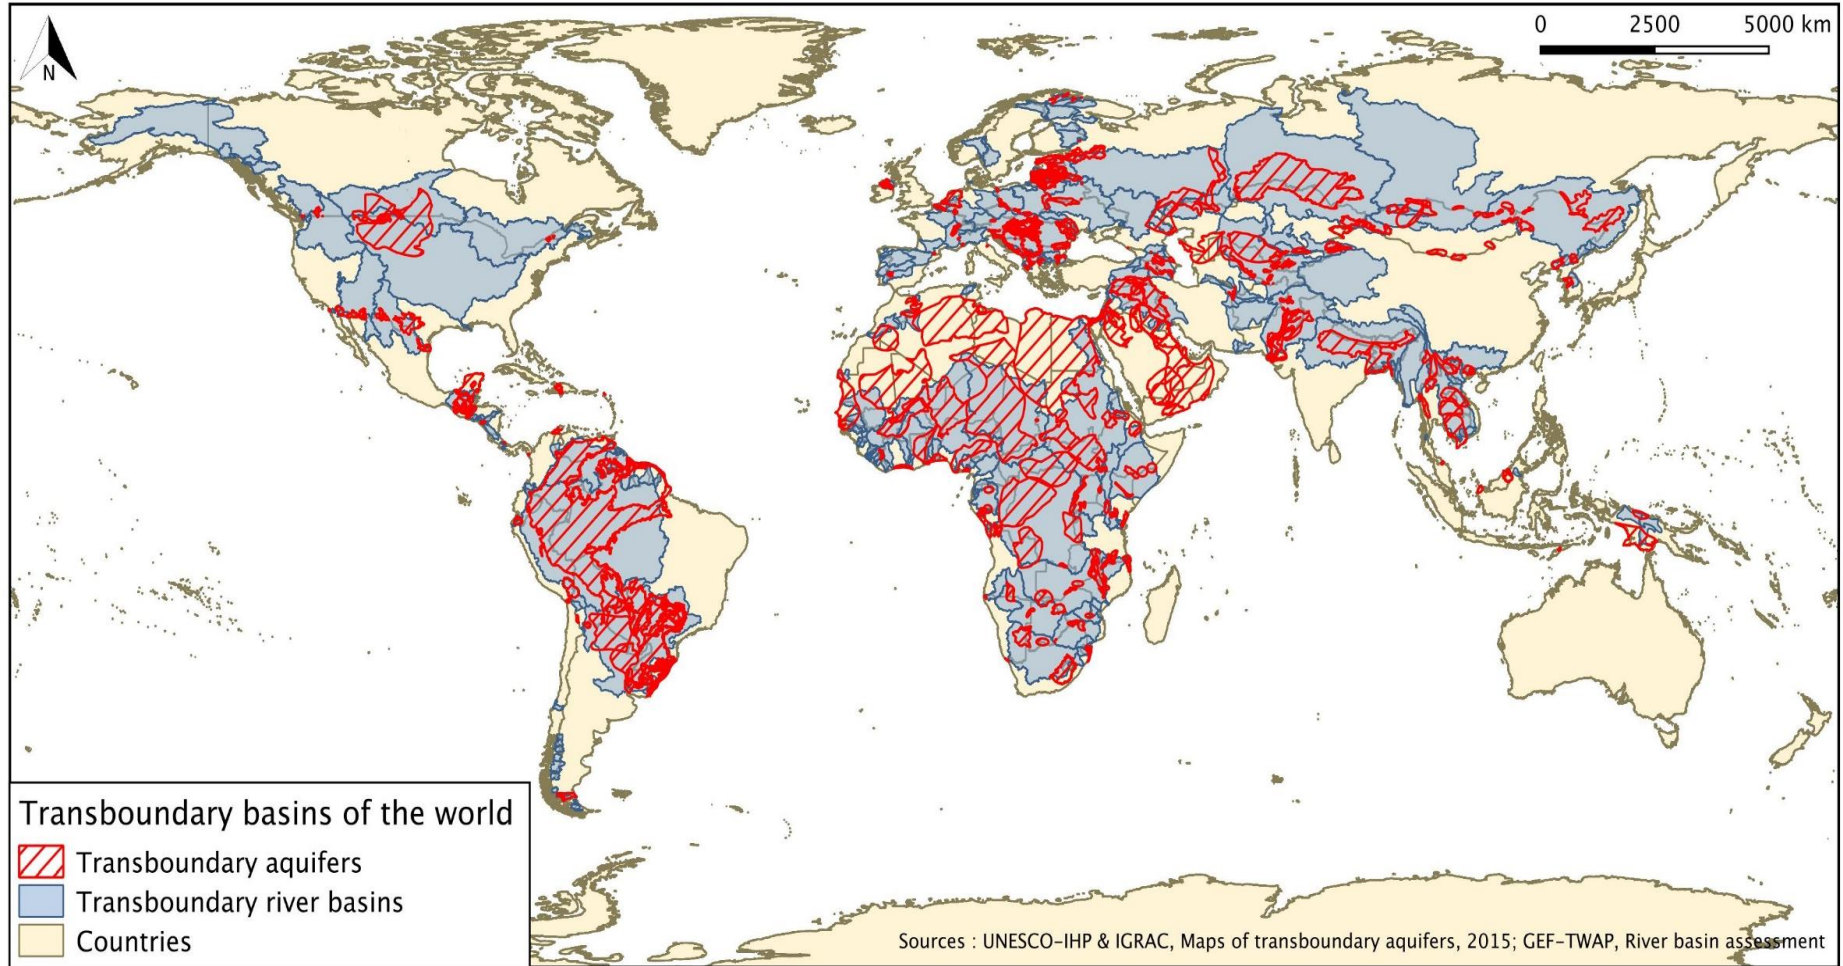 N
0 2500 5000 km
Transboundary basins of the world
Transboundary aquifers
Transboundary river basins
Countries
Sources : UNESCO-IHP & IGRAC, Maps of transboundary aquifers, 2015; GEF-TWAP, River basin assessment